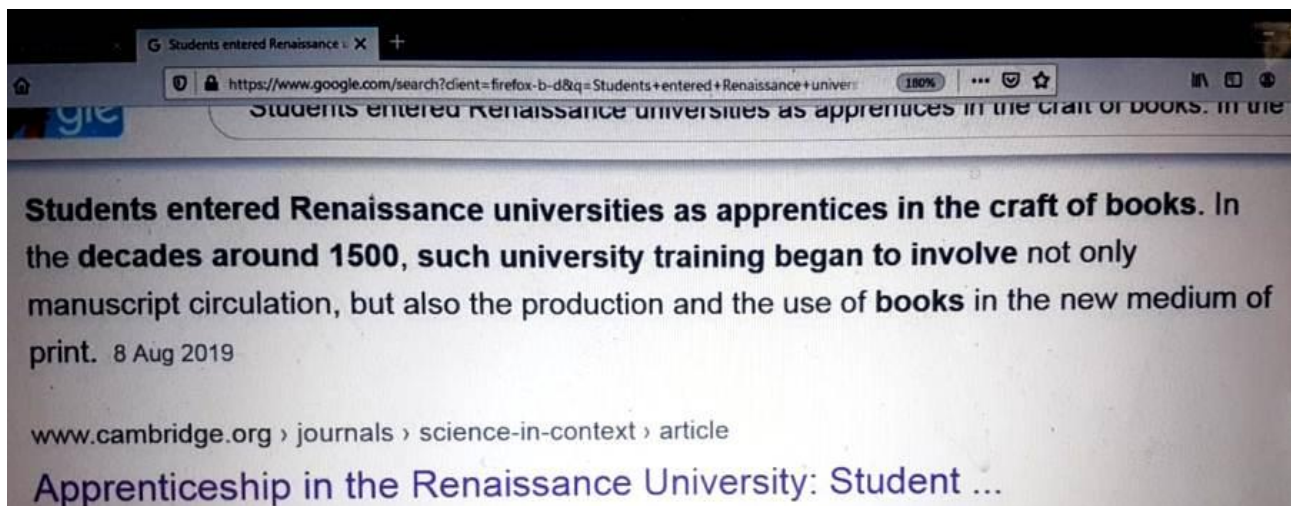 G Students entered Renaissance u X +
https://www.google.com/search?client=firefox-b-d&q=Students+entered+Renaissance+univers 180% ...
gle Students entered Renaissance universities as apprentices in the craft of books. In the
Students entered Renaissance universities as apprentices in the craft of books. In
the decades around 1500, such university training began to involve not only
manuscript circulation, but also the production and the use of books in the new medium of
print. 8 Aug 2019
www.cambridge.org › journals › science-in-context › article
Apprenticeship in the Renaissance University: Student ...